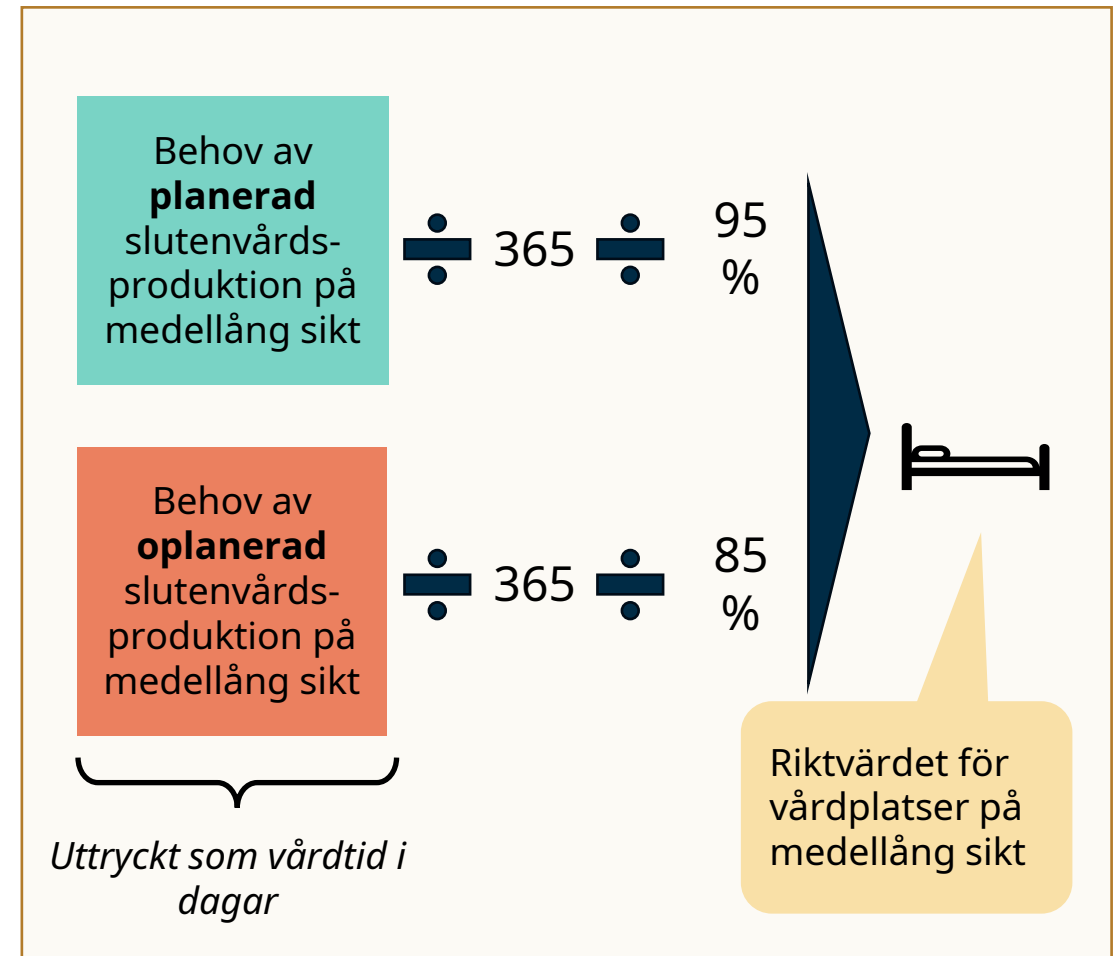 Behov av
planerad
slutenvårds-
produktion på
medellång sikt
÷ 365 ÷ 95
%
Behov av
oplanerad
slutenvårds-
produktion på
medellång sikt
÷ 365 ÷ 85
%
Uttryckt som vårdtid i
dagar
Riktvärdet för
vårdplatser på
medellång sikt